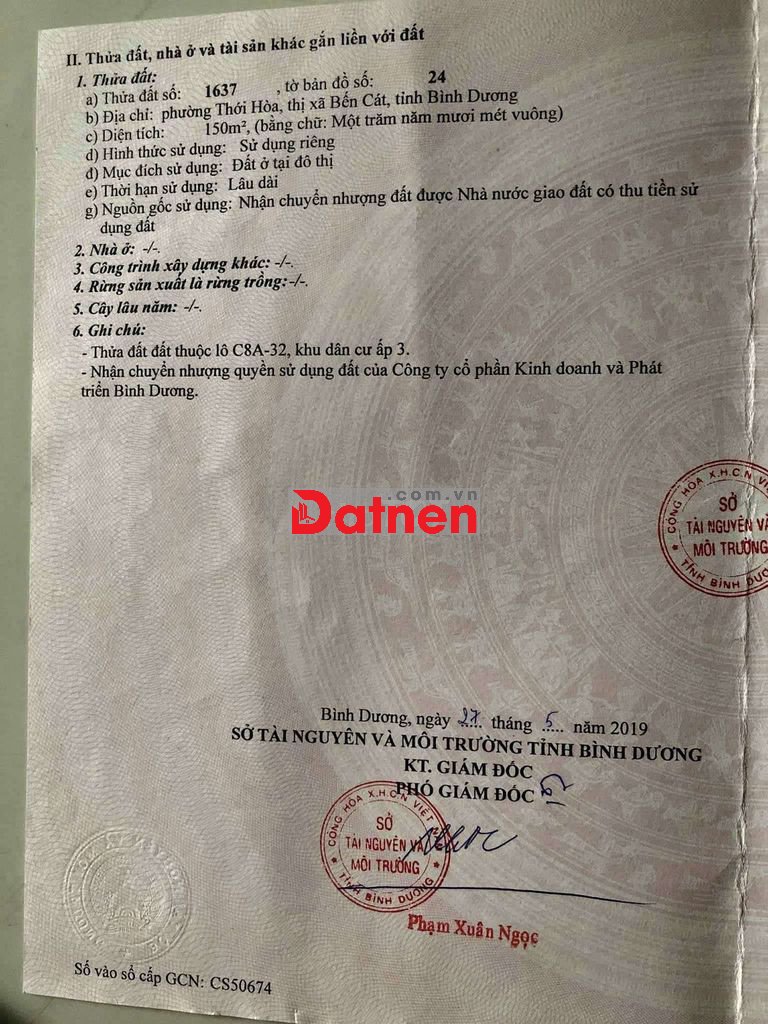 II. Thửa đất, nhà ở và tài sản khác gắn liền với đất
1. Thửa đất:
a) Thửa đất số: 1637 , tờ bản đồ số: 24
b) Địa chỉ: phường Thới Hòa, thị xã Bến Cát, tỉnh Bình Dương
c) Diện tích: 150m², (bằng chữ: Một trăm năm mươi mét vuông)
d) Hình thức sử dụng: Sử dụng riêng
đ) Mục đích sử dụng: Đất ở tại đô thị
e) Thời hạn sử dụng: Lâu dài
g) Nguồn gốc sử dụng: Nhận chuyển nhượng đất được Nhà nước giao đất có thu tiền sử
dụng đất
2. Nhà ở: -/-.
3. Công trình xây dựng khác: -/-.
4. Rừng sản xuất là rừng trồng:-/-.
5. Cây lâu năm: -/-.
6. Ghi chú:
- Thửa đất đất thuộc lô C8A-32, khu dân cư ấp 3.
- Nhận chuyển nhượng quyền sử dụng đất của Công ty cổ phần Kinh doanh và Phát
triển Bình Dương.
.com.vn
Datnen
CỘNG HÒA X.H.C.N VIỆT
SỞ
TÀI NGUYÊN VÀ
MÔI TRƯỜNG
TỈNH BÌNH DƯƠNG
Bình Dương, ngày 27 tháng 5 năm 2019
SỞ TÀI NGUYÊN VÀ MÔI TRƯỜNG TỈNH BÌNH DƯƠNG
KT. GIÁM ĐỐC
PHÓ GIÁM ĐỐC
CỘNG HÒA X.H.C.N VIỆT
SỞ
TÀI NGUYÊN VÀ
MÔI TRƯỜNG
TỈNH BÌNH DƯƠNG
Phạm Xuân Ngọc
Số vào sổ cấp GCN: CS50674